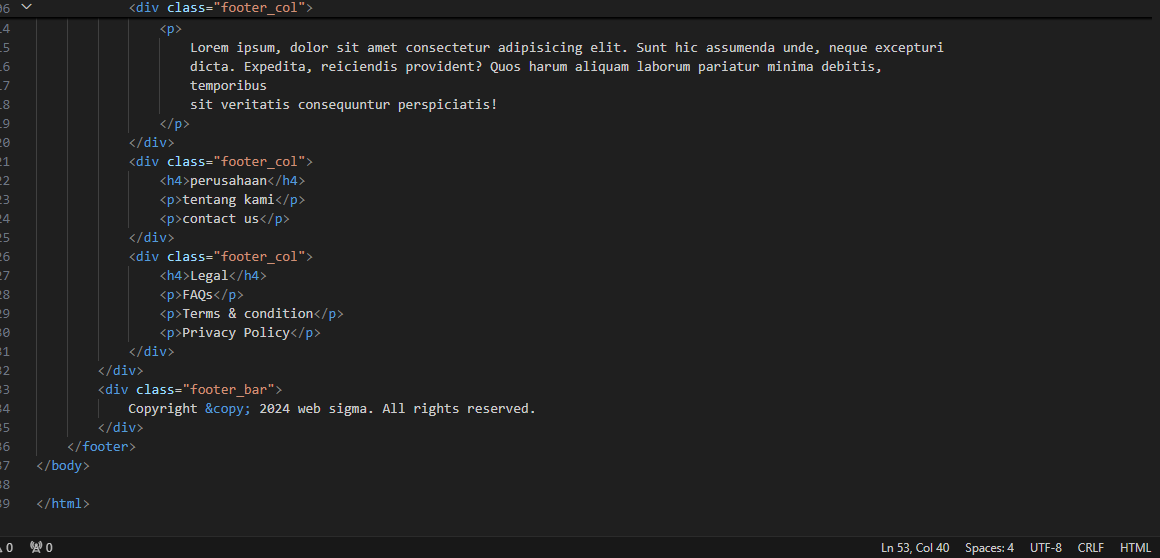 06 <div class="footer_col">
14 <p>
15 Lorem ipsum, dolor sit amet consectetur adipisicing elit. Sunt hic assumenda unde, neque excepturi
16 dicta. Expedita, reiciendis provident? Quos harum aliquam laborum pariatur minima debitis,
17 temporibus
18 sit veritatis consequuntur perspiciatis!
19 </p>
20 </div>
21 <div class="footer_col">
22 <h4>perusahaan</h4>
23 <p>tentang kami</p>
24 <p>contact us</p>
25 </div>
26 <div class="footer_col">
27 <h4>Legal</h4>
28 <p>FAQs</p>
29 <p>Terms & condition</p>
30 <p>Privacy Policy</p>
31 </div>
32 </div>
33 <div class="footer_bar">
34 Copyright &copy; 2024 web sigma. All rights reserved.
35 </div>
36 </footer>
37 </body>
38
39 </html>
0 0 Ln 53, Col 40 Spaces: 4 UTF-8 CRLF HTML